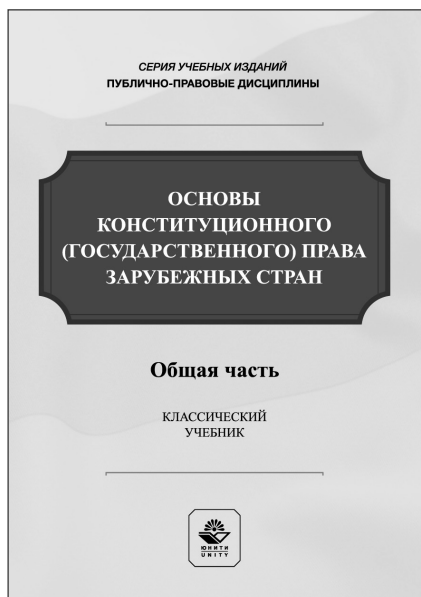 СЕРИЯ УЧЕБНЫХ ИЗДАНИЙ
ПУБЛИЧНО-ПРАВОВЫЕ ДИСЦИПЛИНЫ
ОСНОВЫ
КОНСТИТУЦИОННОГО
(ГОСУДАРСТВЕННОГО) ПРАВА
ЗАРУБЕЖНЫХ СТРАН
Общая часть
КЛАССИЧЕСКИЙ
УЧЕБНИК
ЮНИТИ
UNITY